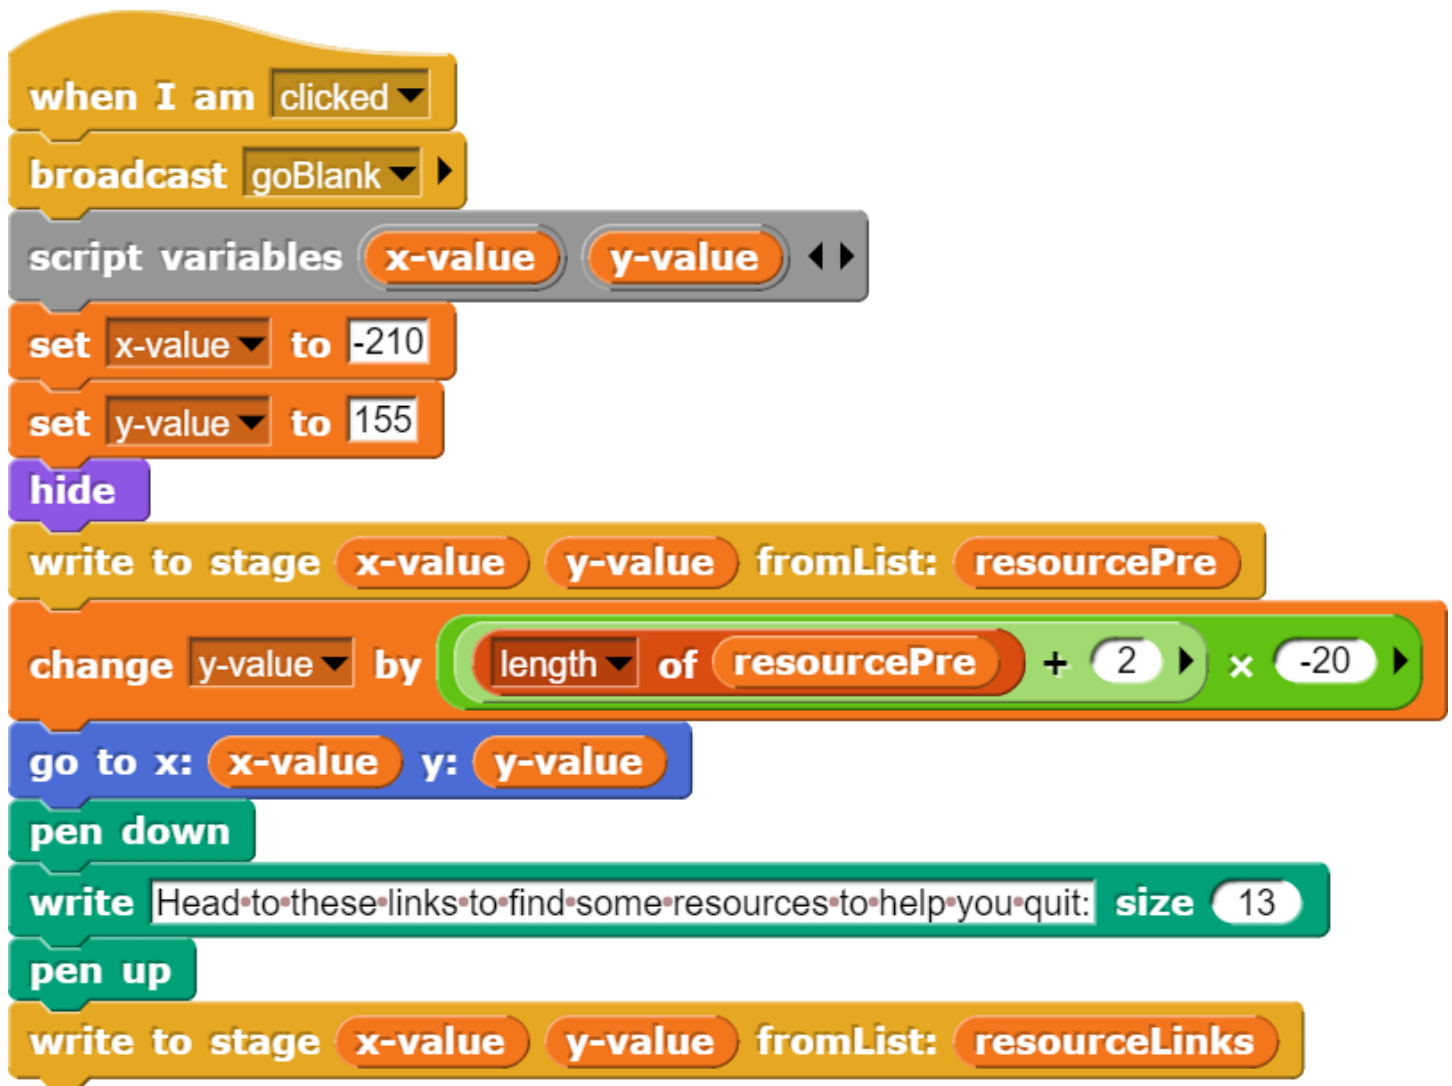 when I am clicked
broadcast goBlank
script variables x-value y-value
set x-value to -210
set y-value to 155
hide
write to stage x-value y-value fromList: resourcePre
change y-value by length of resourcePre + 2 × -20
go to x: x-value y: y-value
pen down
write Head•to•these•links•to•find•some•resources•to•help•you•quit: size 13
pen up
write to stage x-value y-value fromList: resourceLinks